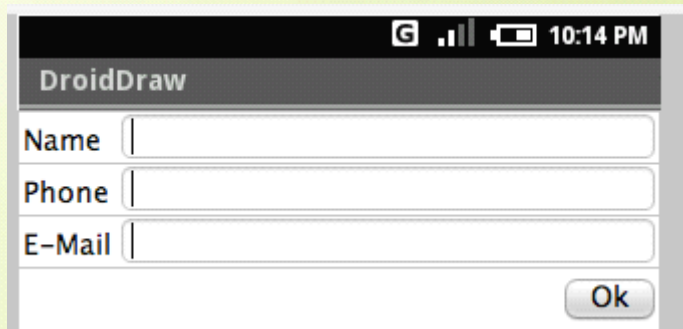 G 10:14 PM
DroidDraw
Name
Phone
E-Mail
Ok